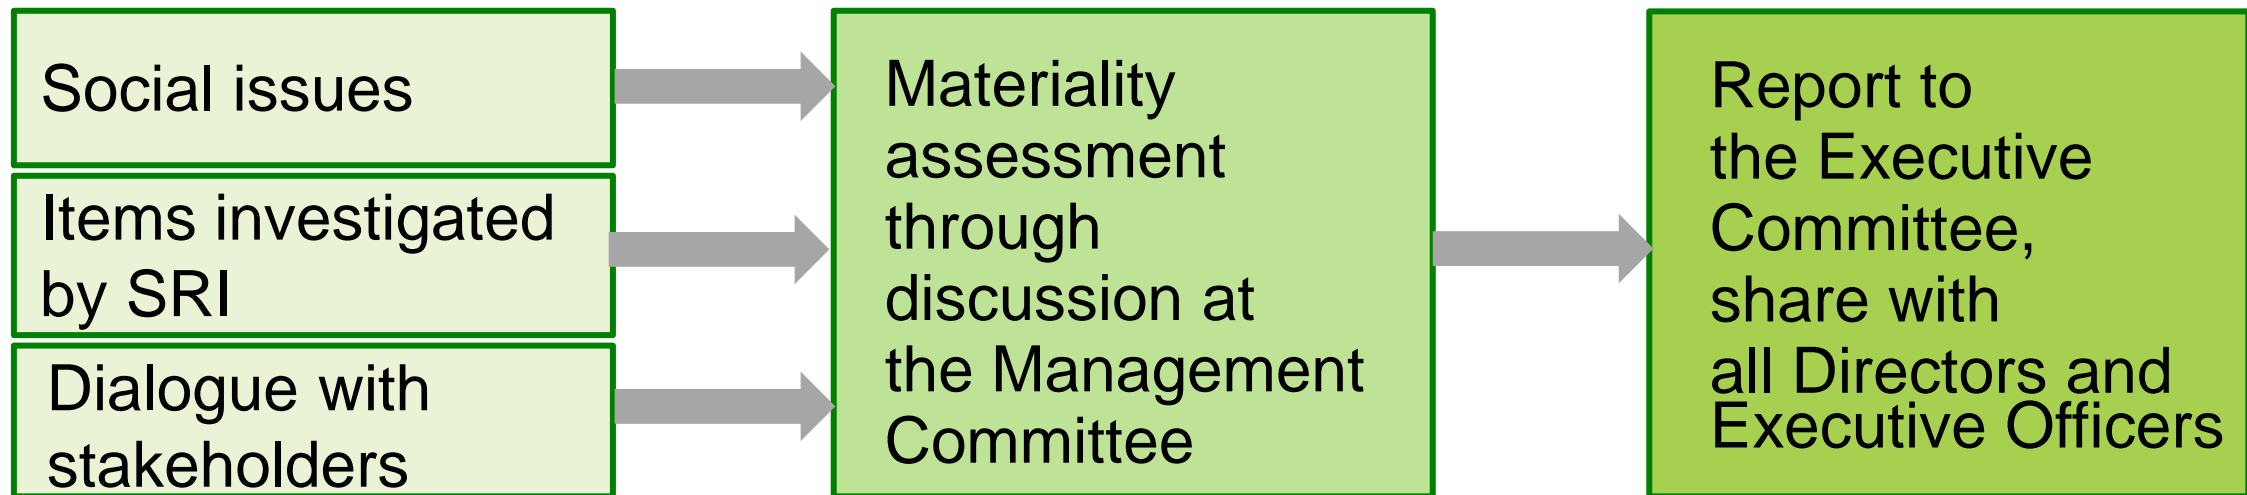 Social issues
Items investigated
by SRI
Dialogue with
stakeholders
Materiality
assessment
through
discussion at
the Management
Committee
Report to
the Executive
Committee,
share with
all Directors and
Executive Officers